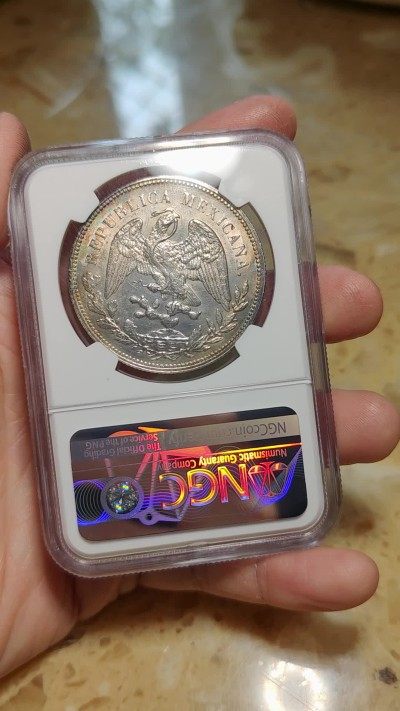 REPUBLICA MEXICANA.
NGCcoin.com/verify
Numismatic Guaranty Company
The Official Grading
Service of the PNG
NGC